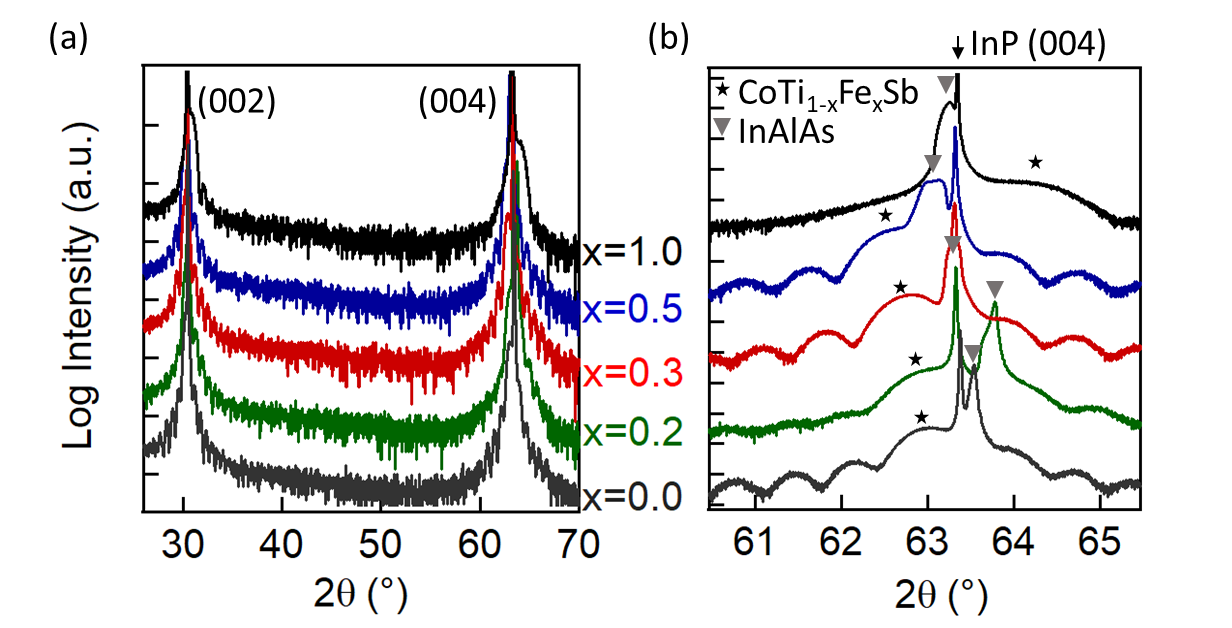 (a)
(002)
(004)
Log Intensity (a.u.)
x=1.0
x=0.5
x=0.3
x=0.2
x=0.0
30 40 50 60 70
2θ (°)
(b)
InP (004)
CoTi₁₋ₓFeₓSb
InAlAs
61 62 63 64 65
2θ (°)